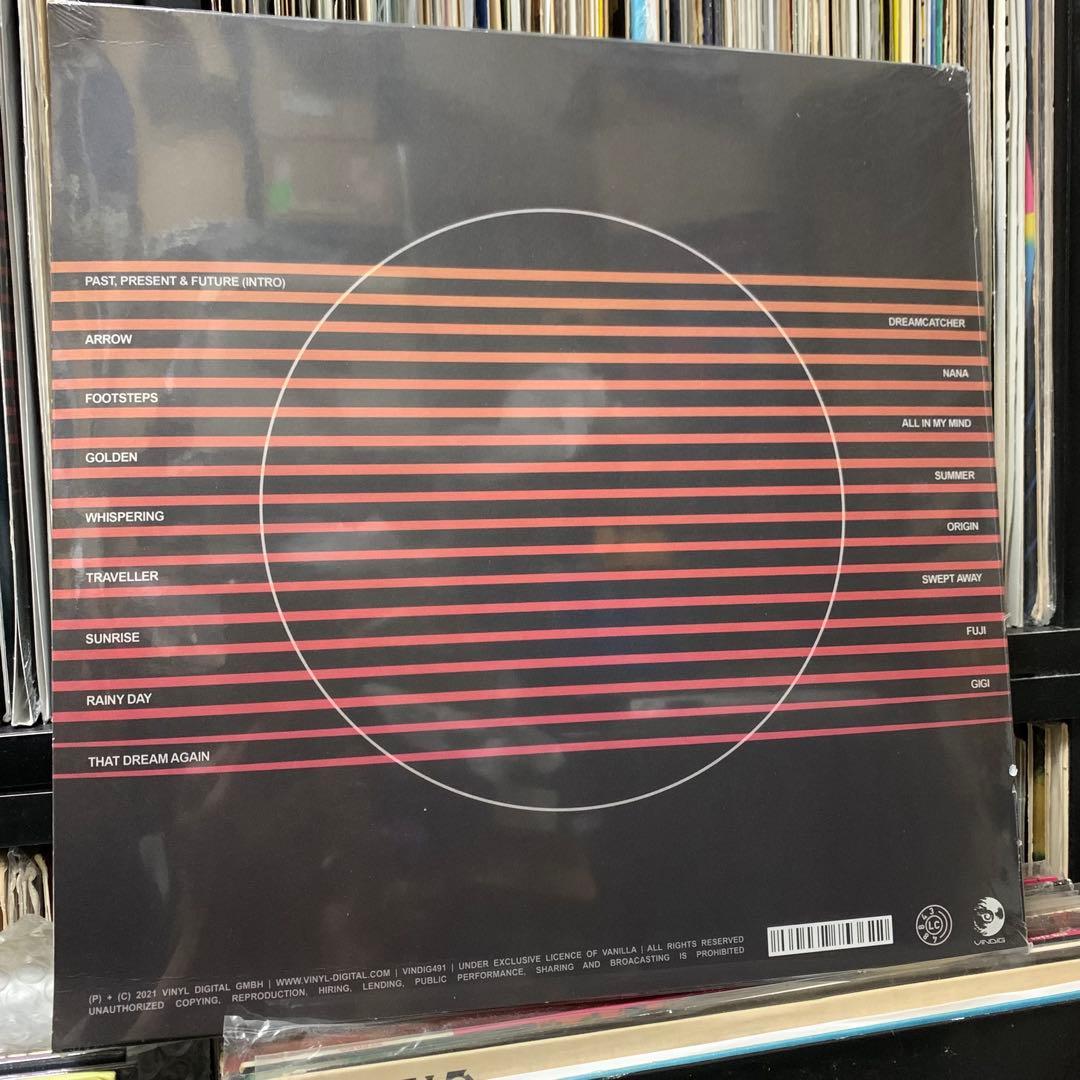 PAST, PRESENT & FUTURE (INTRO)
ARROW
FOOTSTEPS
GOLDEN
WHISPERING
TRAVELLER
SUNRISE
RAINY DAY
THAT DREAM AGAIN
DREAMCATCHER
NANA
ALL IN MY MIND
SUMMER
ORIGIN
SWEPT AWAY
FUJI
GIGI
(P) + (C) 2021 VINYL DIGITAL GMBH | WWW.VINYL-DIGITAL.COM | VINDIG491 | UNDER EXCLUSIVE LICENCE OF VANILLA | ALL RIGHTS RESERVED
UNAUTHORIZED COPYING, REPRODUCTION, HIRING, LENDING, PUBLIC PERFORMANCE, SHARING AND BROACASTING IS PROHIBITED
LC
VINDIG